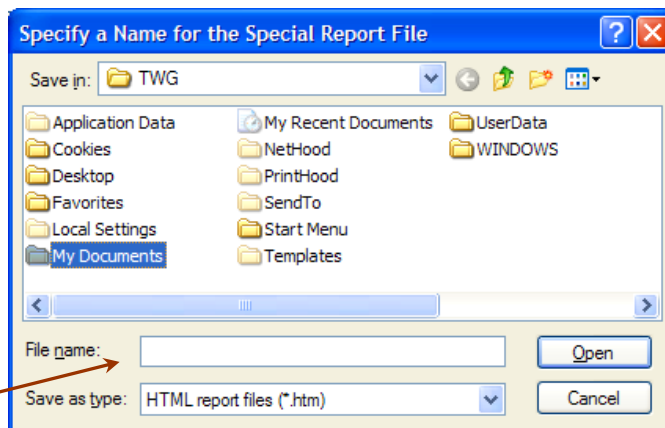 Specify a Name for the Special Report File
Save in: TWG
Application Data My Recent Documents UserData
Cookies NetHood WINDOWS
Desktop PrintHood
Favorites SendTo
Local Settings Start Menu
My Documents Templates
File name: Open
Save as type: HTML report files (*.htm) Cancel